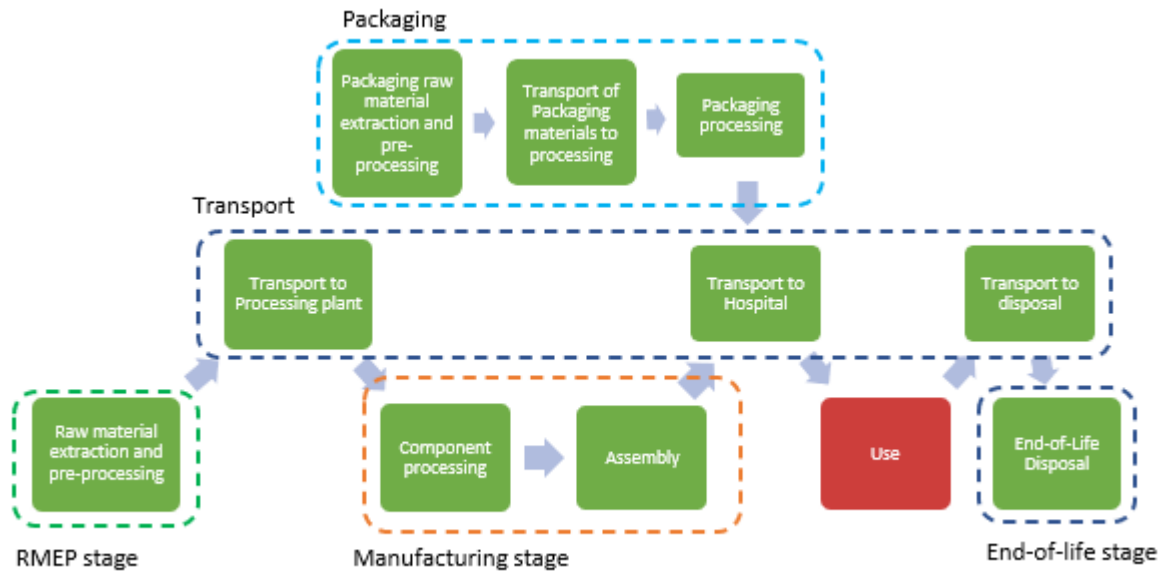 Packaging
Packaging raw
material
extraction and
pre-
processing
Transport of
Packaging
materials to
processing
Packaging
processing
Transport
Transport to
Processing plant
Transport to
Hospital
Transport to
disposal
Raw material
extraction and
pre-processing
Component
processing
Assembly
Use
End-of-Life
Disposal
RMEP stage
Manufacturing stage
End-of-life stage